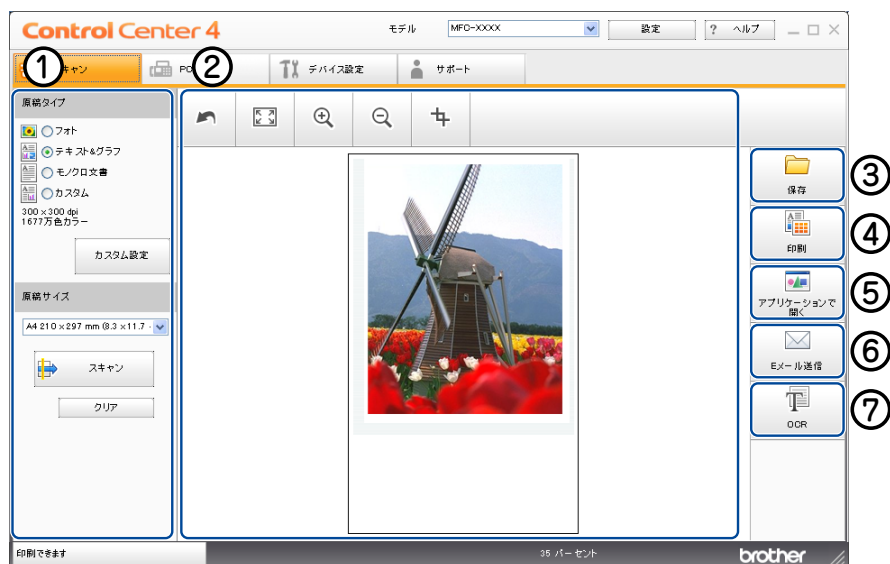 Control Center 4
モデル
MFC-XXXX
設定
? ヘルプ
①
キャン
PC
②
デバイス設定
サポート
原稿タイプ
フォト
テキスト&グラフ
モノクロ文書
カスタム
300 x 300 dpi
1677万色カラー
カスタム設定
原稿サイズ
A4 210 x 297 mm (8.3 x 11.7
スキャン
クリア
保存
③
印刷
④
アプリケーションで
開く
⑤
Eメール送信
⑥
OCR
⑦
印刷できます
35 パーセント
brother